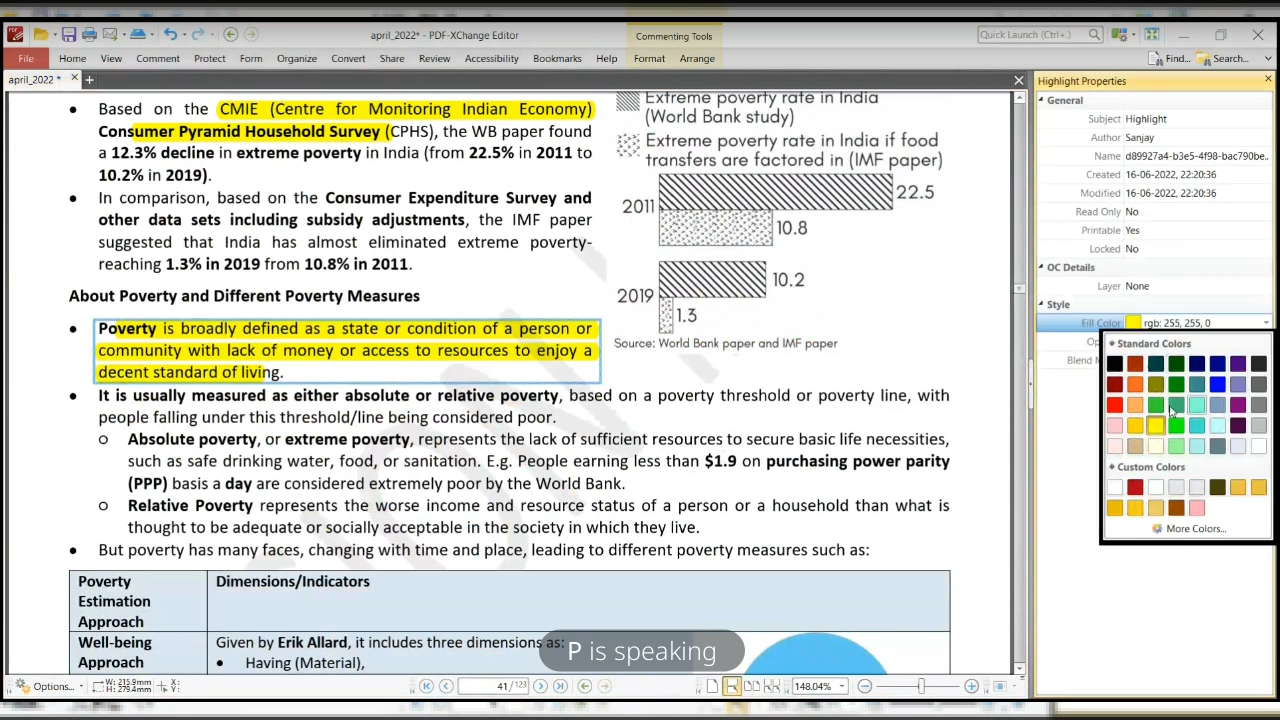 april_2022* - PDF-XChange Editor
Commenting Tools
Quick Launch (Ctrl+.)
File Home View Comment Protect Form Organize Convert Share Review Accessibility Bookmarks Help Format Arrange
Find... Search...
april_2022 *
Based on the CMIE (Centre for Monitoring Indian Economy)
Consumer Pyramid Household Survey (CPHS), the WB paper found
a 12.3% decline in extreme poverty in India (from 22.5% in 2011 to
10.2% in 2019).
In comparison, based on the Consumer Expenditure Survey and
other data sets including subsidy adjustments, the IMF paper
suggested that India has almost eliminated extreme poverty-
reaching 1.3% in 2019 from 10.8% in 2011.
Extreme poverty rate in India
(World Bank study)
Extreme poverty rate in India if food
transfers are factored in (IMF paper)
2011
22.5
10.8
2019
10.2
1.3
Source: World Bank paper and IMF paper
About Poverty and Different Poverty Measures
Poverty is broadly defined as a state or condition of a person or
community with lack of money or access to resources to enjoy a
decent standard of living.
It is usually measured as either absolute or relative poverty, based on a poverty threshold or poverty line, with
people falling under this threshold/line being considered poor.
Absolute poverty, or extreme poverty, represents the lack of sufficient resources to secure basic life necessities,
such as safe drinking water, food, or sanitation. E.g. People earning less than $1.9 on purchasing power parity
(PPP) basis a day are considered extremely poor by the World Bank.
Relative Poverty represents the worse income and resource status of a person or a household than what is
thought to be adequate or socially acceptable in the society in which they live.
But poverty has many faces, changing with time and place, leading to different poverty measures such as:
Poverty
Estimation
Approach
Dimensions/Indicators
Well-being
Approach
Given by Erik Allard, it includes three dimensions as:
Having (Material),
P is speaking
Highlight Properties
General
Subject Highlight
Author Sanjay
Name d89927a4-b3e5-4f98-bac790be..
Created 16-06-2022, 22:20:36
Modified 16-06-2022, 22:20:36
Read Only No
Printable Yes
Locked No
OC Details
Layer None
Style
Fill Color rgb: 255, 255, 0
Op
Blend M
Standard Colors
Custom Colors
More Colors...
Options...
W: 215.9mm
H: 279.4mm
X:
Y:
41 / 123
148.04%